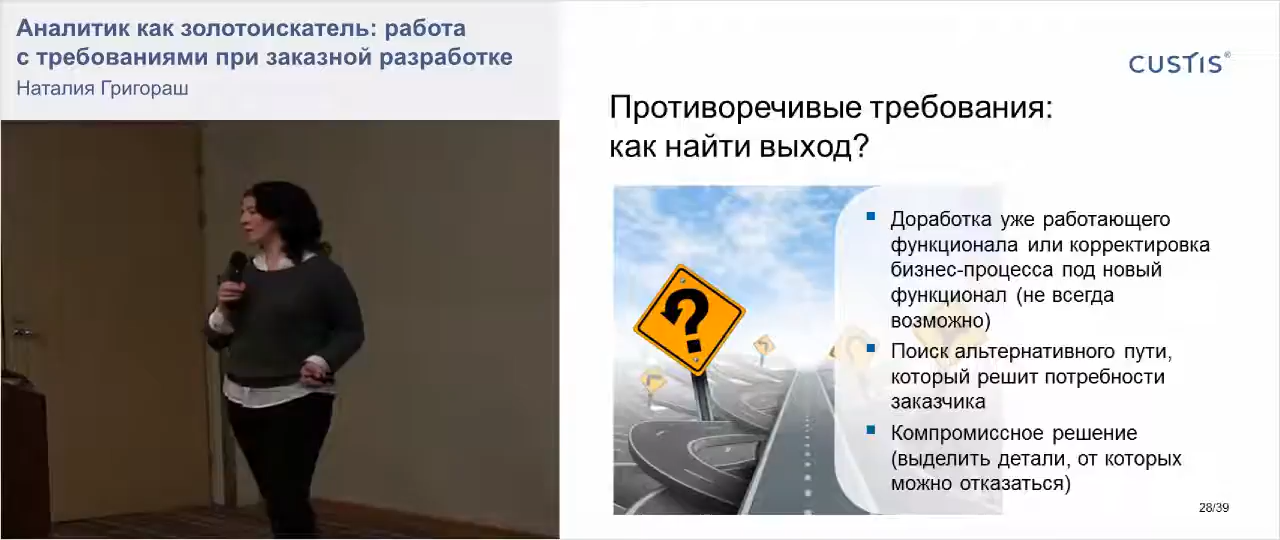 Аналитик как золотоискатель: работа
с требованиями при заказной разработке
Наталия Григораш
CUSTIS®
Противоречивые требования:
как найти выход?
Доработка уже работающего
функционала или корректировка
бизнес-процесса под новый
функционал (не всегда
возможно)
Поиск альтернативного пути,
который решит потребности
заказчика
Компромиссное решение
(выделить детали, от которых
можно отказаться)
28/39